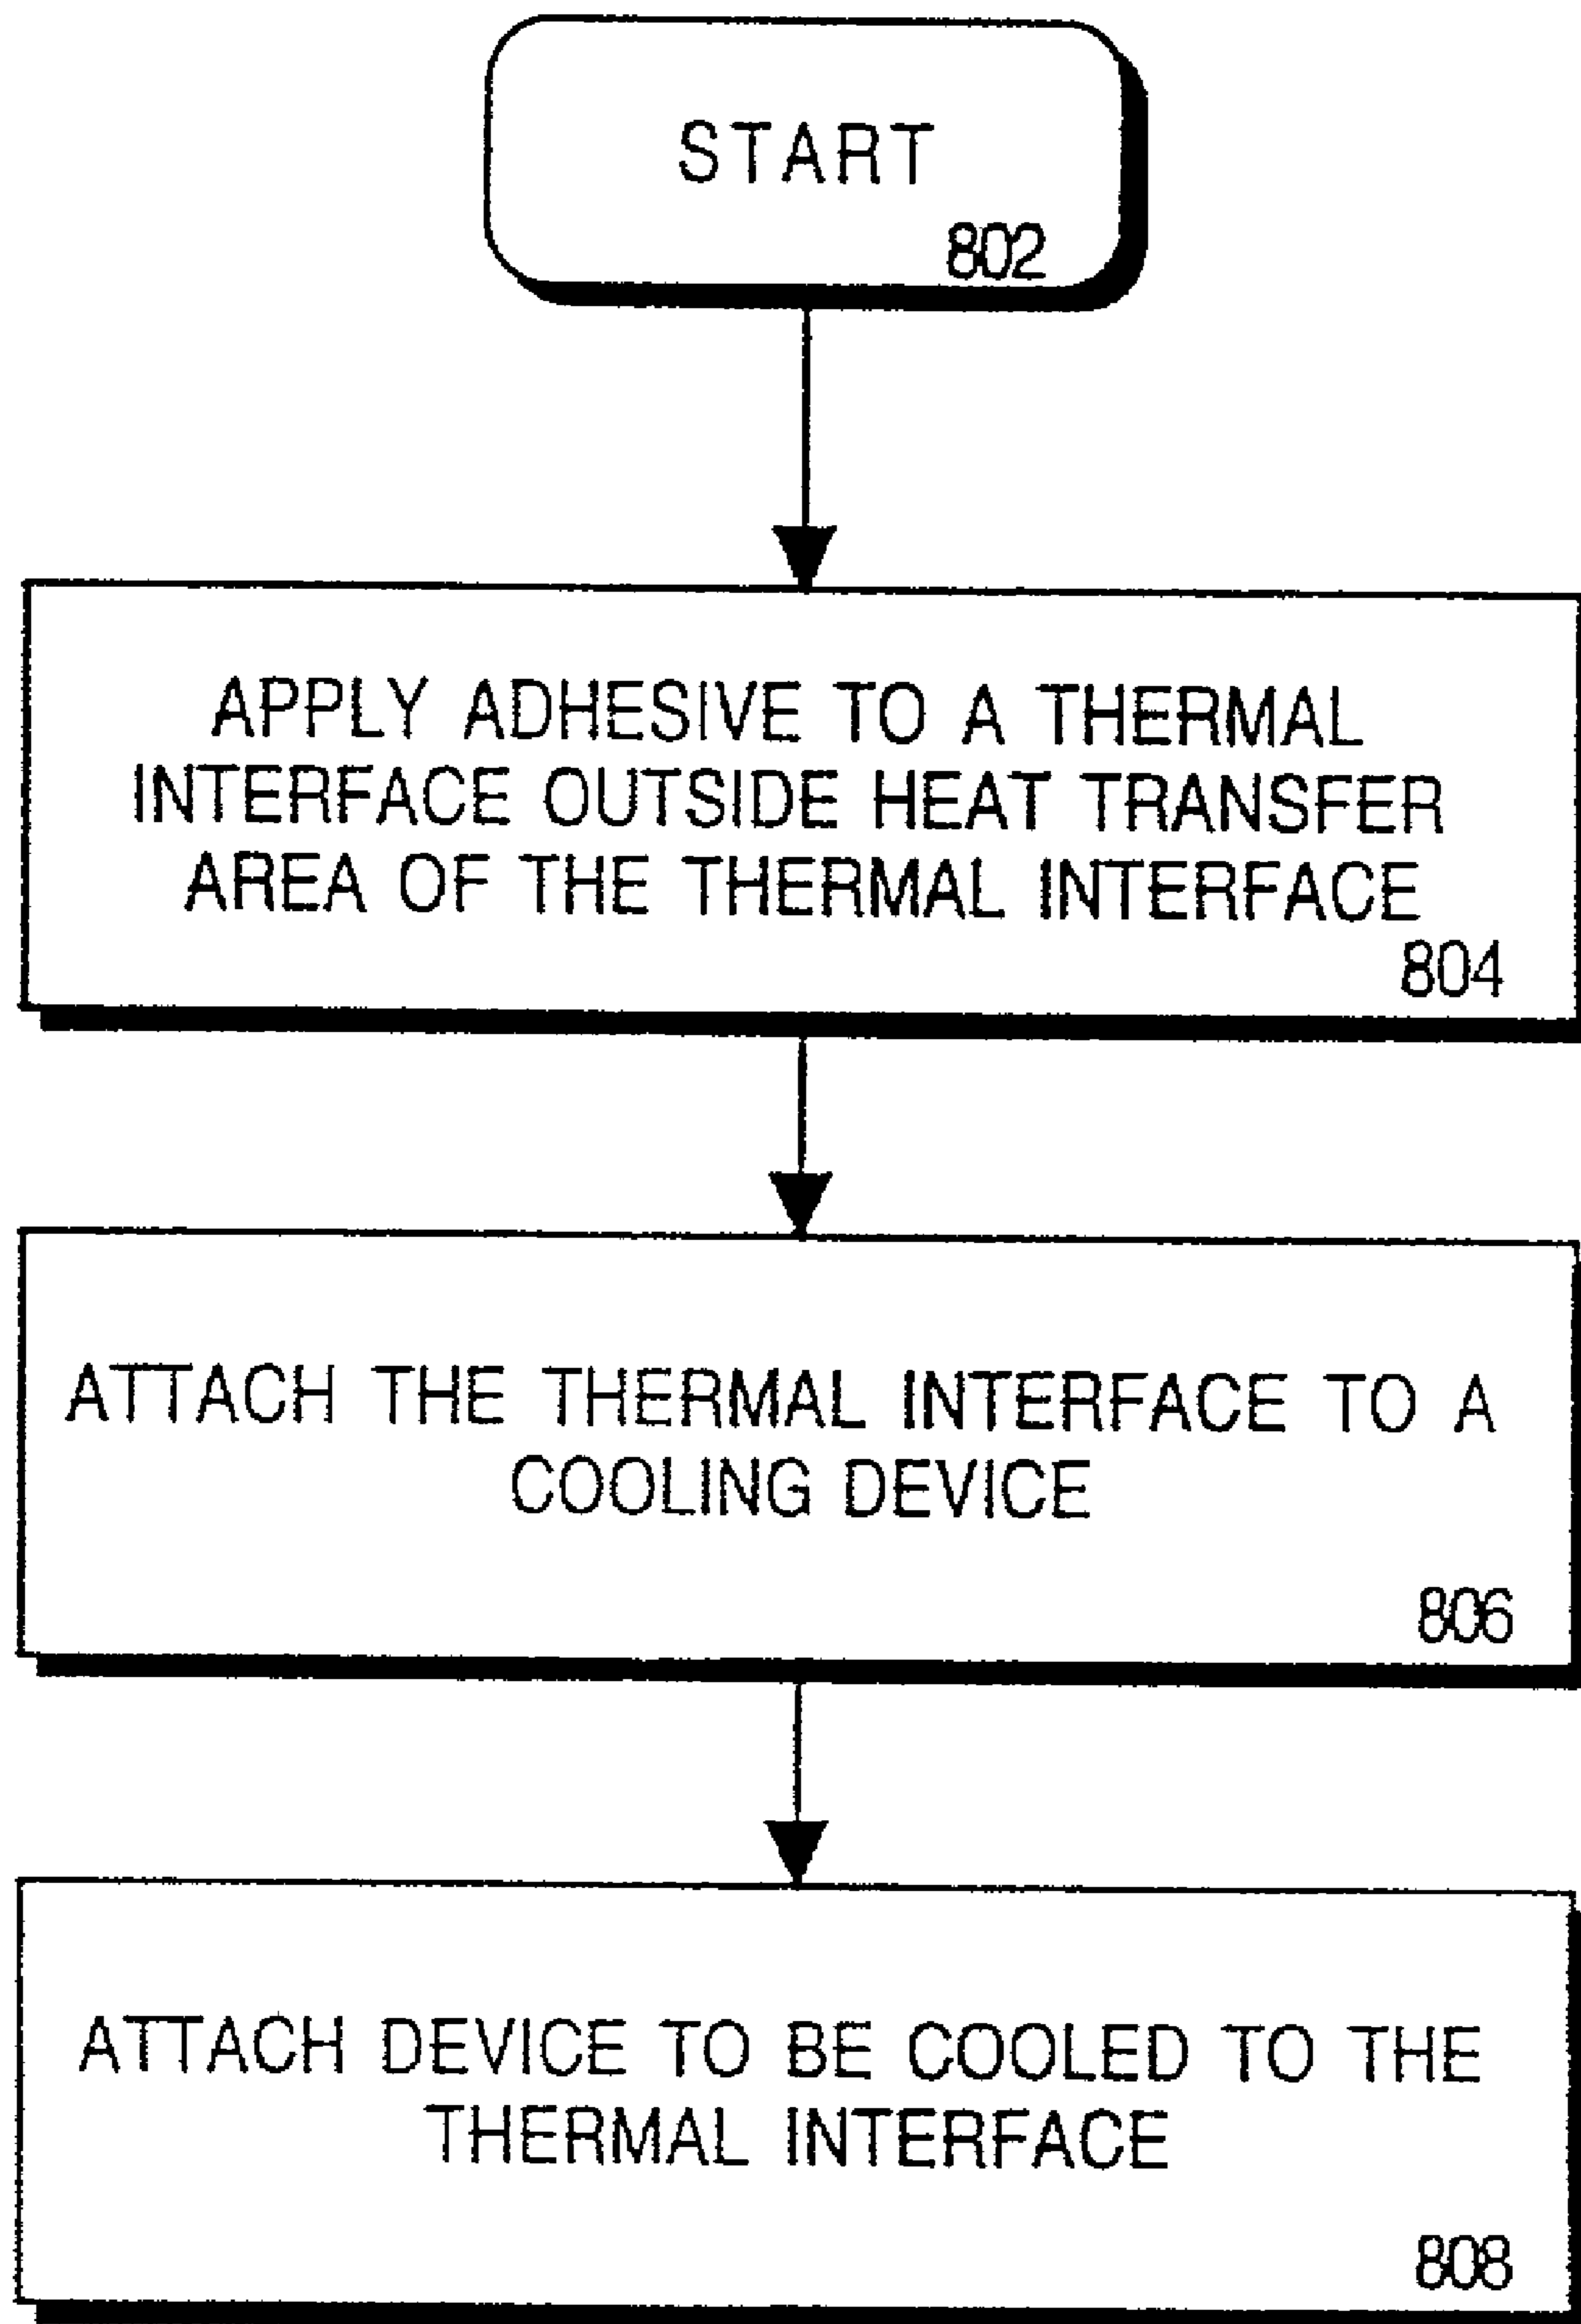 START
802
APPLY ADHESIVE TO A THERMAL
INTERFACE OUTSIDE HEAT TRANSFER
AREA OF THE THERMAL INTERFACE
804
ATTACH THE THERMAL INTERFACE TO A
COOLING DEVICE
806
ATTACH DEVICE TO BE COOLED TO THE
THERMAL INTERFACE
808